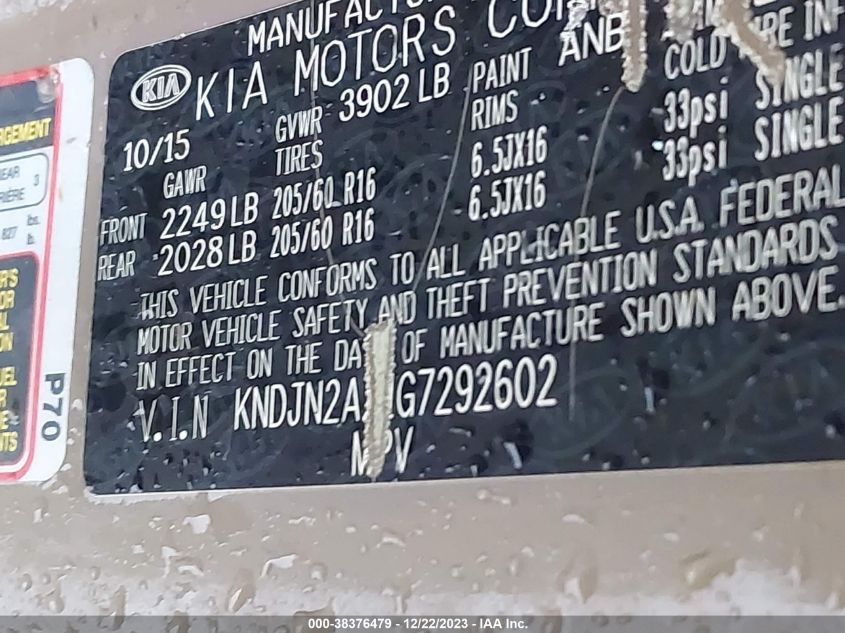 KIA
KIA MOTORS
10/15 GVWR 3902 LB PAINT
GAWR TIRES RIMS COLD
FRONT 2249 LB 205/60 R16 6.5JX16 33psi SINGLE
REAR 2028 LB 205/60 R16 6.5JX16 33psi SINGLE
THIS VEHICLE CONFORMS TO ALL APPLICABLE U.S.A. FEDERAL
MOTOR VEHICLE SAFETY AND THEFT PREVENTION STANDARDS
IN EFFECT ON THE OF MANUFACTURE SHOWN ABOVE.
V.I.N KNDJN2A G7292602
MPV
P70
000-38376479 - 12/22/2023 - IAA Inc.